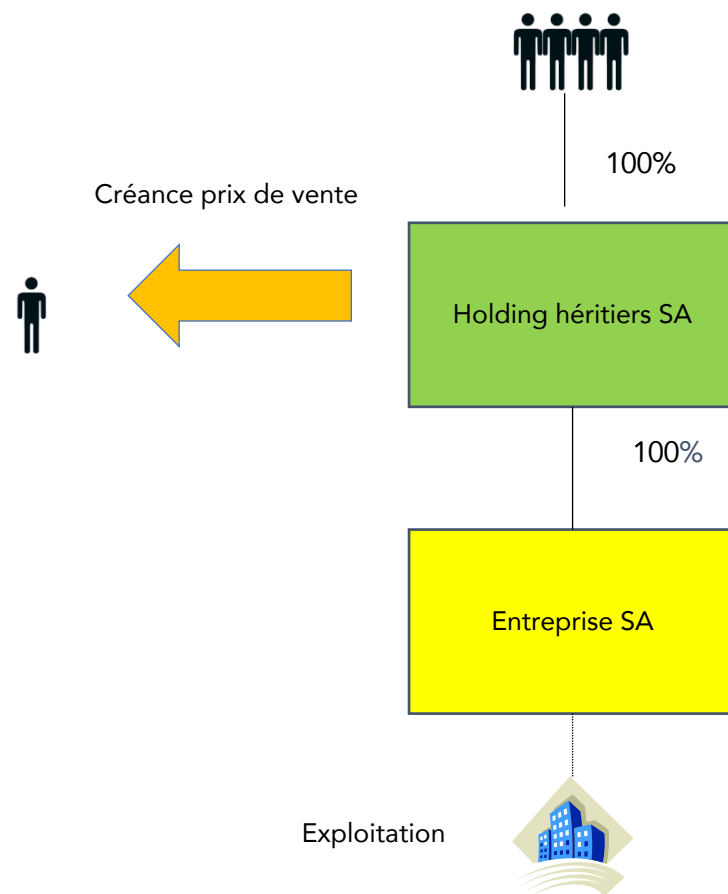 100%
Créance prix de vente
Holding héritiers SA
100%
Entreprise SA
Exploitation